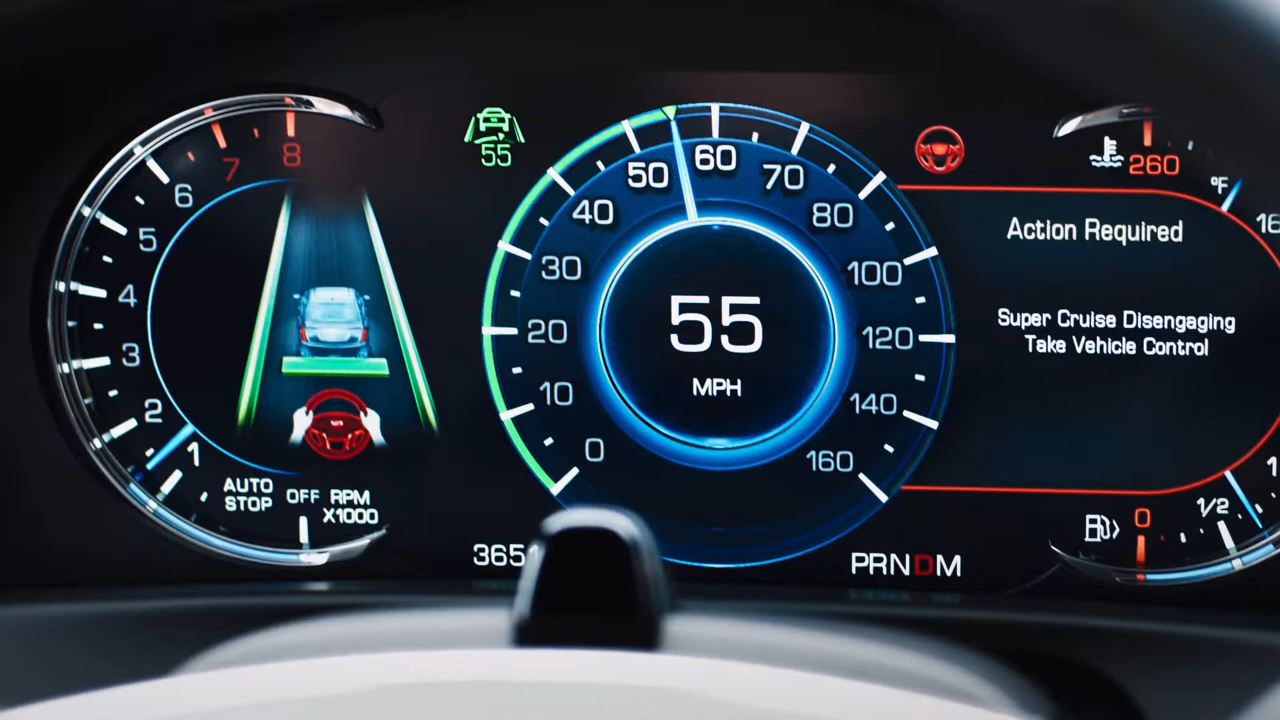 8
7
6
5
4
3
2
1
AUTO
STOP
OFF
RPM
X1000
55
0
10
20
30
40
50
60
70
80
100
120
140
160
55
MPH
PRNDM
260
°F
Action Required
Super Cruise Disengaging
Take Vehicle Control
0
1/2